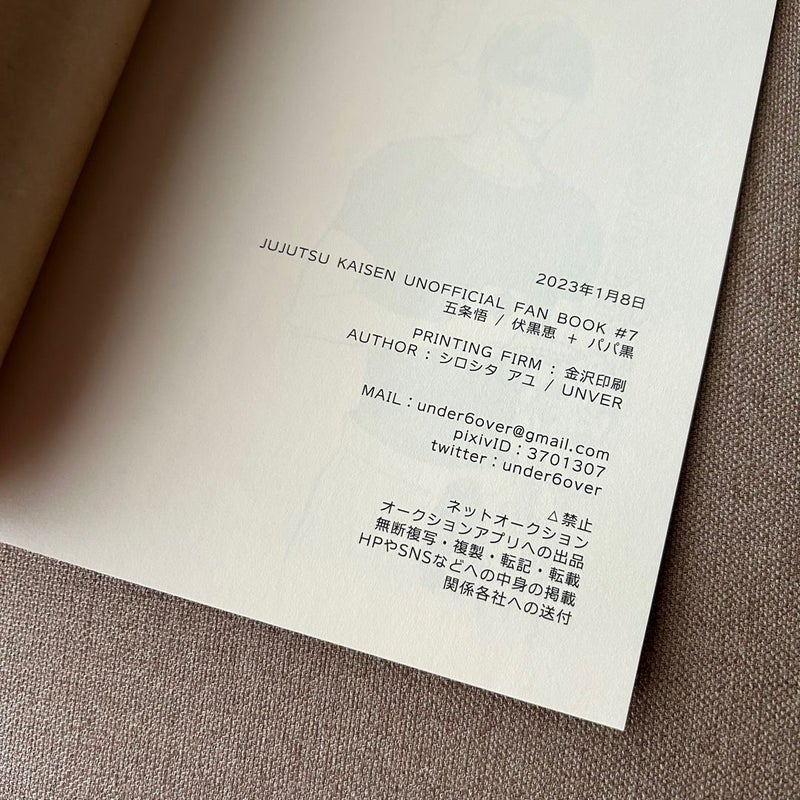 2023年1月8日
JUJUTSU KAISEN UNOFFICIAL FAN BOOK #7
五条悟 / 伏黒恵 + パパ黒
PRINTING FIRM : 金沢印刷
AUTHOR : シロシタ アユ / UNVER
MAIL : under6over@gmail.com
pixivID : 3701307
twitter : under6over
△禁止
ネットオークション
オークションアプリへの出品
無断複写・複製・転記・転載
HPやSNSなどへの中身の掲載
関係各社への送付